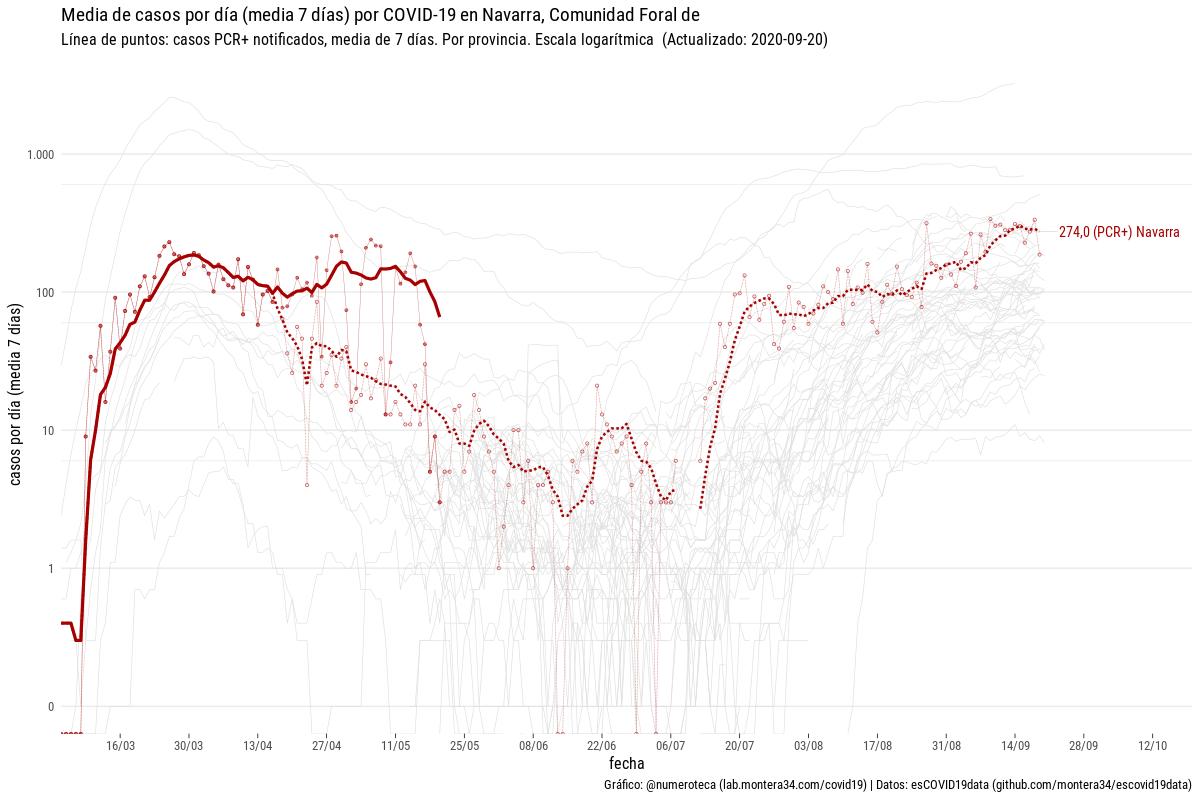 Media de casos por día (media 7 días) por COVID-19 en Navarra, Comunidad Foral de
Línea de puntos: casos PCR+ notificados, media de 7 días. Por provincia. Escala logarítmica (Actualizado: 2020-09-20)
casos por día (media 7 días)
1.000
100
10
1
0
274,0 (PCR+) Navarra
16/03 30/03 13/04 27/04 11/05 25/05 08/06 22/06 06/07 20/07 03/08 17/08 31/08 14/09 28/09 12/10
fecha
Gráfico: @numeroteca (lab.montera34.com/covid19) | Datos: esCOVID19data (github.com/montera34/escovid19data)